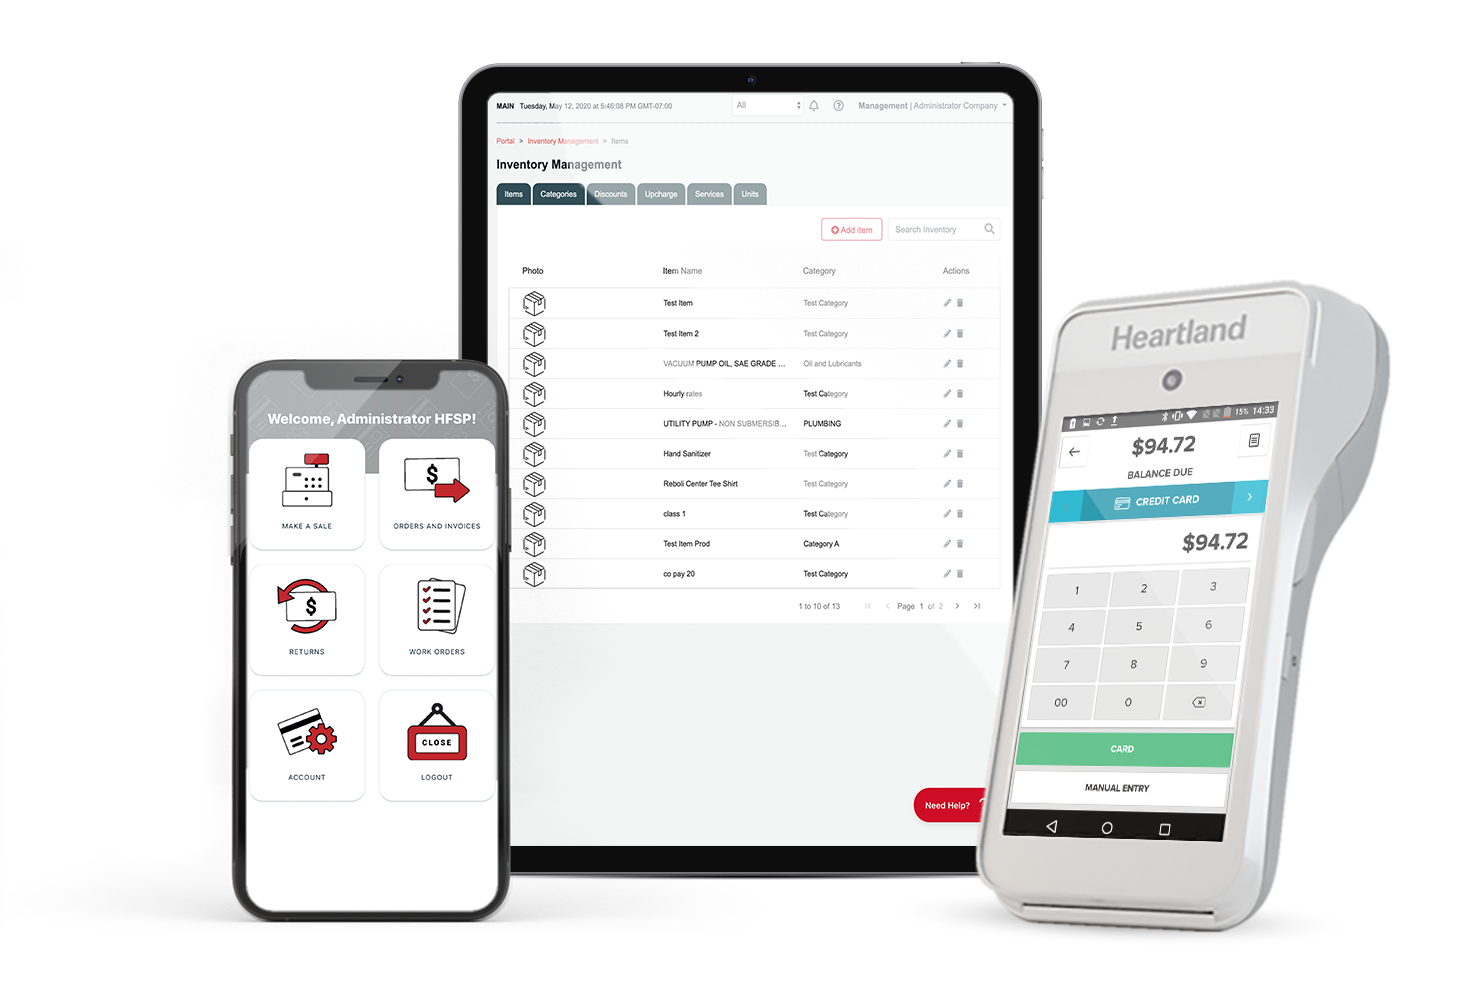 MAIN Tuesday, May 12, 2020 at 5:46:08 PM GMT-07:00 All Management | Administrator Company
Portal > Inventory Management > Items
Inventory Management
Items Categories Discounts Upcharge Services Units
Add item Search Inventory
Photo Item Name Category Actions
Test Item Test Category
Test Item 2 Test Category
VACUUM PUMP OIL, SAE GRADE ... Oil and Lubricants
Hourly rates Test Category
UTILITY PUMP - NON SUBMERSIB... PLUMBING
Hand Sanitizer Test Category
Reboli Center Tee Shirt Test Category
class 1 Test Category
Test Item Prod Category A
co pay 20 Test Category
1 to 10 of 13 Page 1 of 2
Need Help? ?
Welcome, Administrator HFSP!
MAKE A SALE
$
ORDERS AND INVOICES
$
RETURNS
WORK ORDERS
ACCOUNT
CLOSE
LOGOUT
Heartland
15% 14:33
$94.72
BALANCE DUE
CREDIT CARD
$94.72
1 2 3
4 5 6
7 8 9
00 0
CARD
MANUAL ENTRY